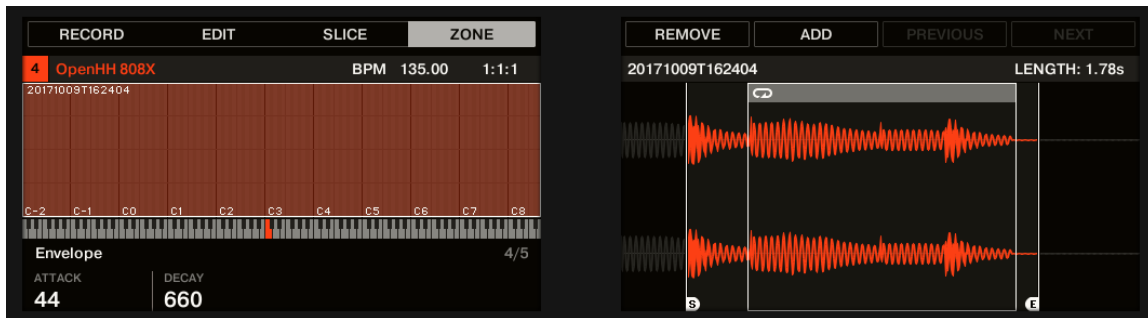 RECORD EDIT SLICE ZONE
4 OpenHH 808X BPM 135.00 1:1:1
20171009T162404
C-2 C-1 C0 C1 C2 C3 C4 C5 C6 C7 C8
Envelope 4/5
ATTACK DECAY
44 660
REMOVE ADD PREVIOUS NEXT
20171009T162404 LENGTH: 1.78s
S E